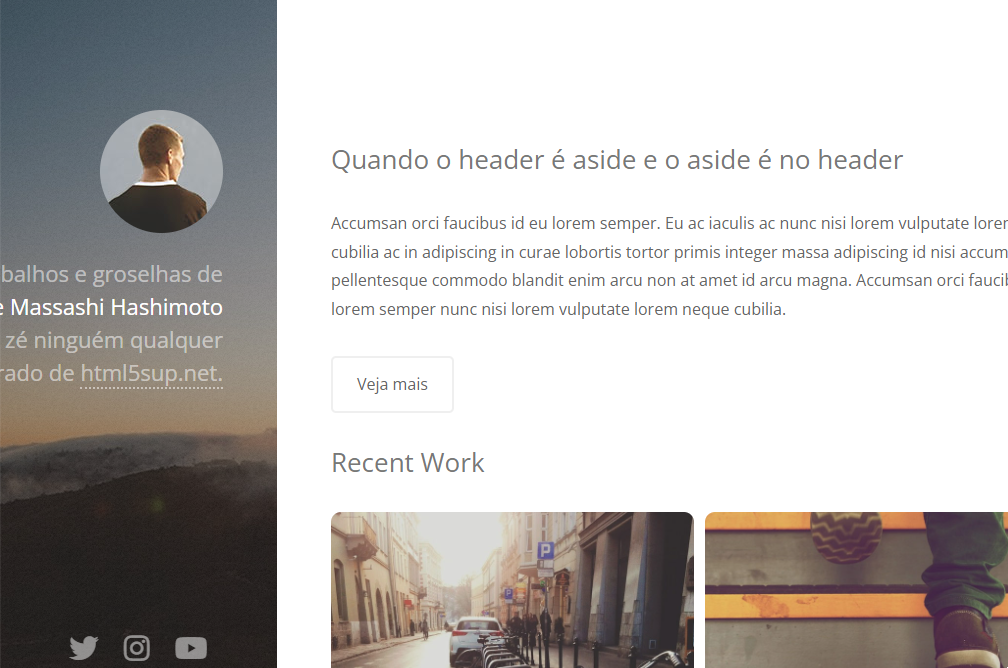 balhos e groselhas de
e Massashi Hashimoto
zé ninguém qualquer
rado de html5sup.net.
Quando o header é aside e o aside é no header
Accumsan orci faucibus id eu lorem semper. Eu ac iaculis ac nunc nisi lorem vulputate lorem
cubilia ac in adipiscing in curae lobortis tortor primis integer massa adipiscing id nisi accum
pellentesque commodo blandit enim arcu non at amet id arcu magna. Accumsan orci faucib
lorem semper nunc nisi lorem vulputate lorem neque cubilia.
Veja mais
Recent Work
P